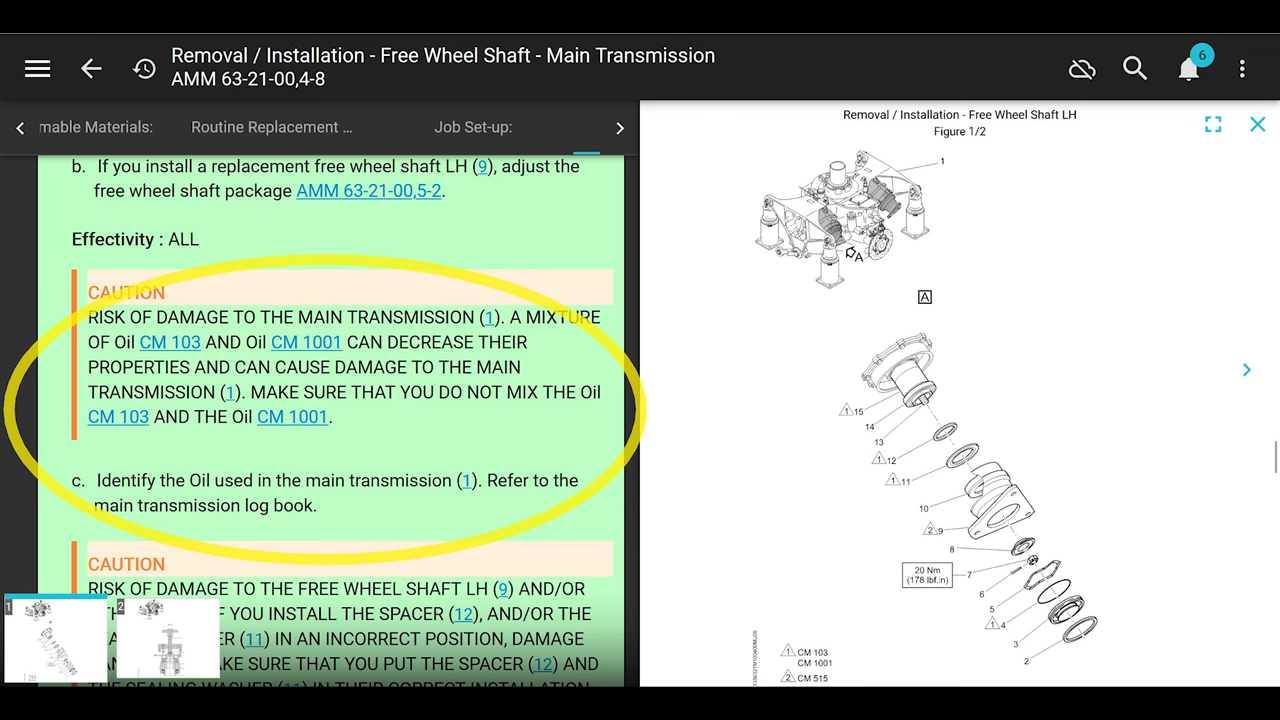 Removal / Installation - Free Wheel Shaft - Main Transmission
AMM 63-21-00,4-8
6
mable Materials:
Routine Replacement …
Job Set-up:
b. If you install a replacement free wheel shaft LH (9), adjust the
free wheel shaft package AMM 63-21-00,5-2.
Effectivity : ALL
CAUTION
RISK OF DAMAGE TO THE MAIN TRANSMISSION (1). A MIXTURE
OF Oil CM 103 AND Oil CM 1001 CAN DECREASE THEIR
PROPERTIES AND CAN CAUSE DAMAGE TO THE MAIN
TRANSMISSION (1). MAKE SURE THAT YOU DO NOT MIX THE Oil
CM 103 AND THE Oil CM 1001.
c. Identify the Oil used in the main transmission (1). Refer to the
main transmission log book.
CAUTION
RISK OF DAMAGE TO THE FREE WHEEL SHAFT LH (9) AND/OR
F YOU INSTALL THE SPACER (12), AND/OR THE
ER (11) IN AN INCORRECT POSITION, DAMAGE
AKE SURE THAT YOU PUT THE SPACER (12) AND
1
2
Removal / Installation - Free Wheel Shaft LH
Figure 1/2
1
A
A
1 15
14
13
1 12
1 11
10
2 9
8
20 Nm
(178 lbf.in)
7
6
5
1 4
3
2
1 CM 103
CM 1001
2 CM 515